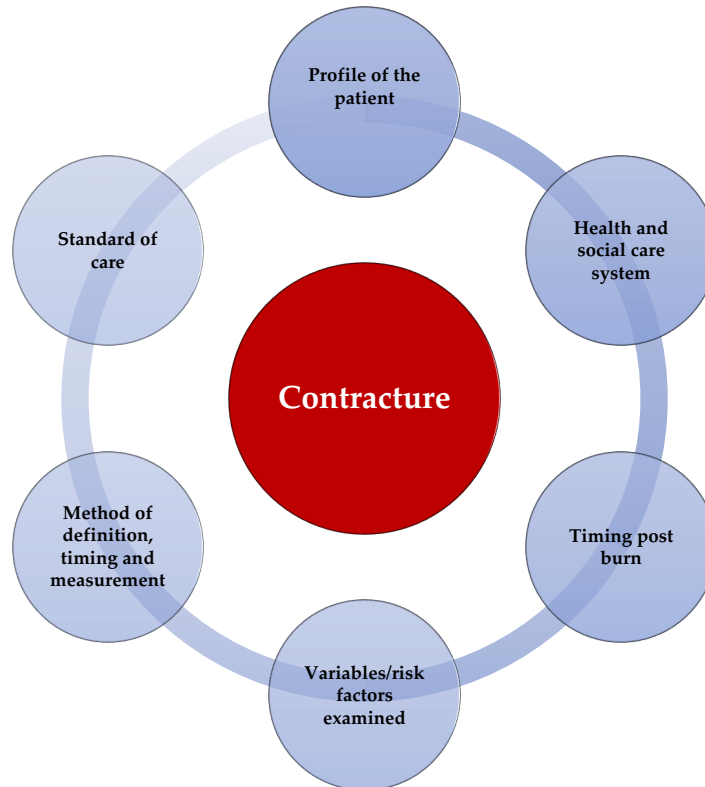 Profile of the
patient
Health and
social care
system
Timing post
burn
Variables/risk
factors
examined
Method of
definition,
timing and
measurement
Standard of
care
Contracture